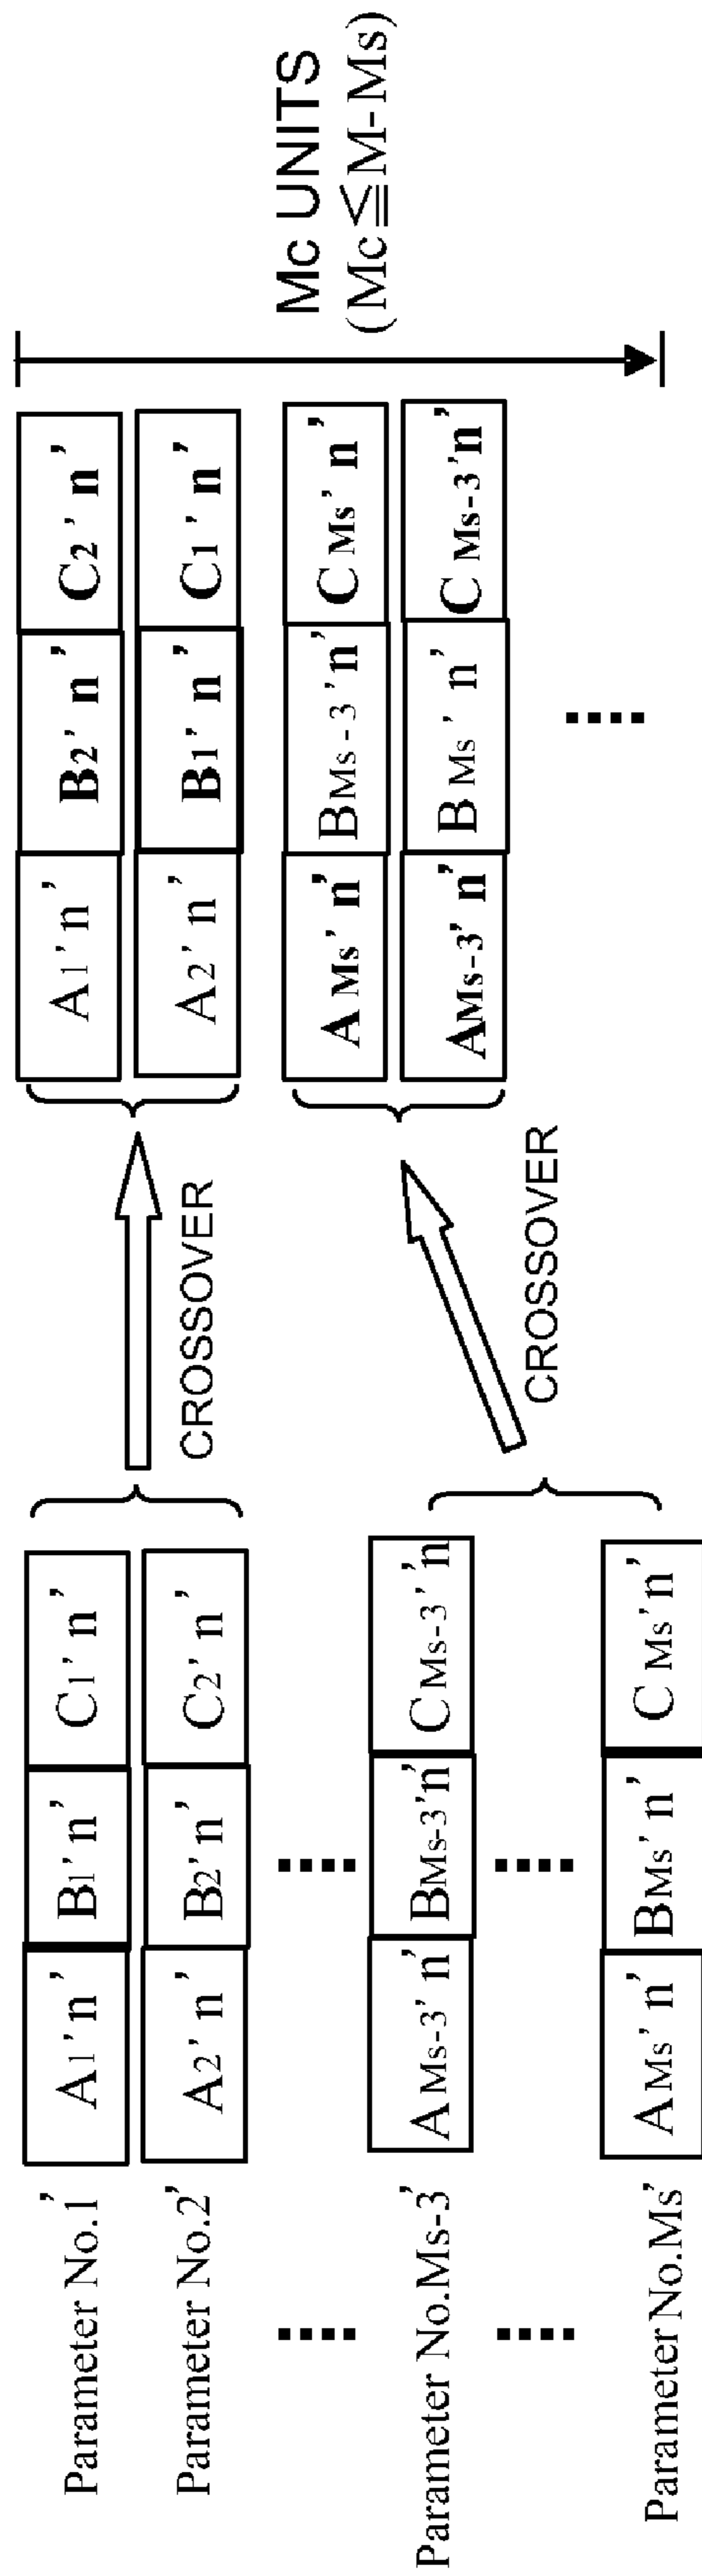 Parameter No.1' A1'n' B1'n' C1'n'
Parameter No.2' A2'n' B2'n' C2'n'
Parameter No.Ms-3' AMs-3'n' BMs-3'n' CMs-3'n
Parameter No.Ms' AMs'n' BMs'n' CMs'n'
CROSSOVER
CROSSOVER
A1'n' B2'n' C2'n'
A2'n' B1'n' C1'n'
AMs'n' BMs-3'n' CMs'n'
AMs-3'n' BMs'n' CMs-3'n'
Mc UNITS
(Mc≦M-Ms)